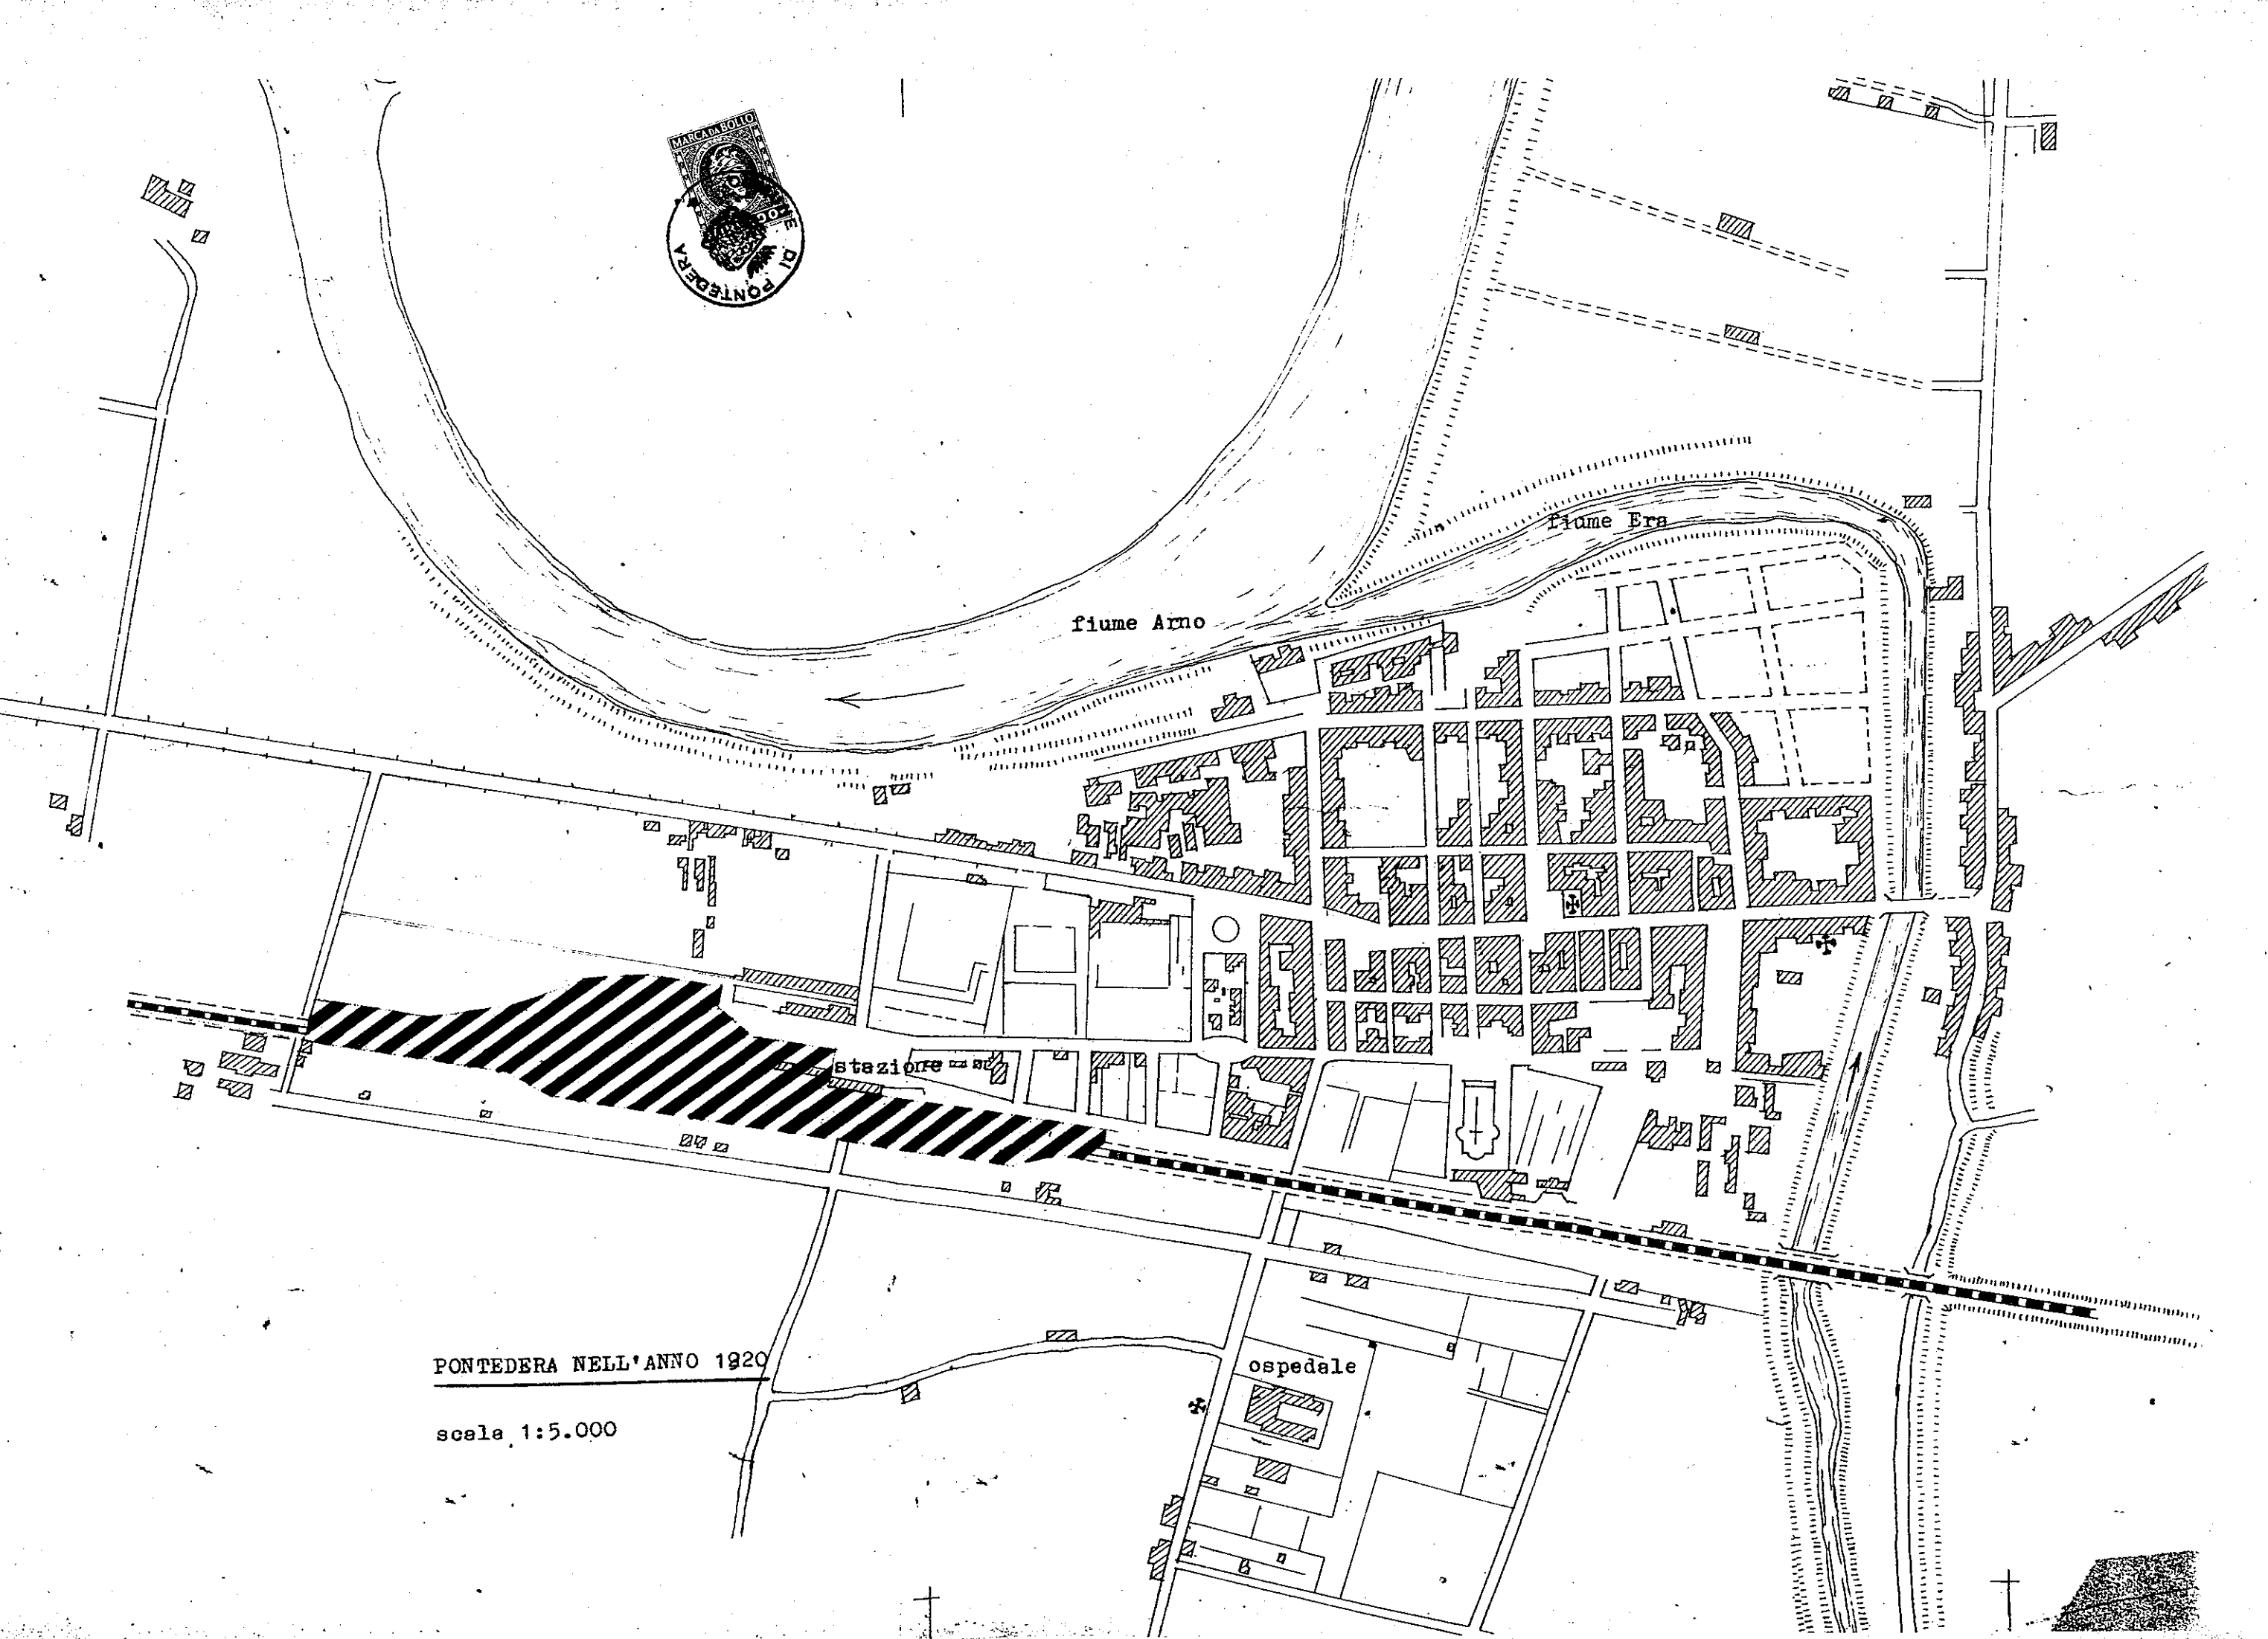 MARCA DA BOLLO
E DI PONTEDERA
fiume Era
fiume Arno
stazione
PONTEDERA NELL'ANNO 1920
ospedale
scala 1:5.000